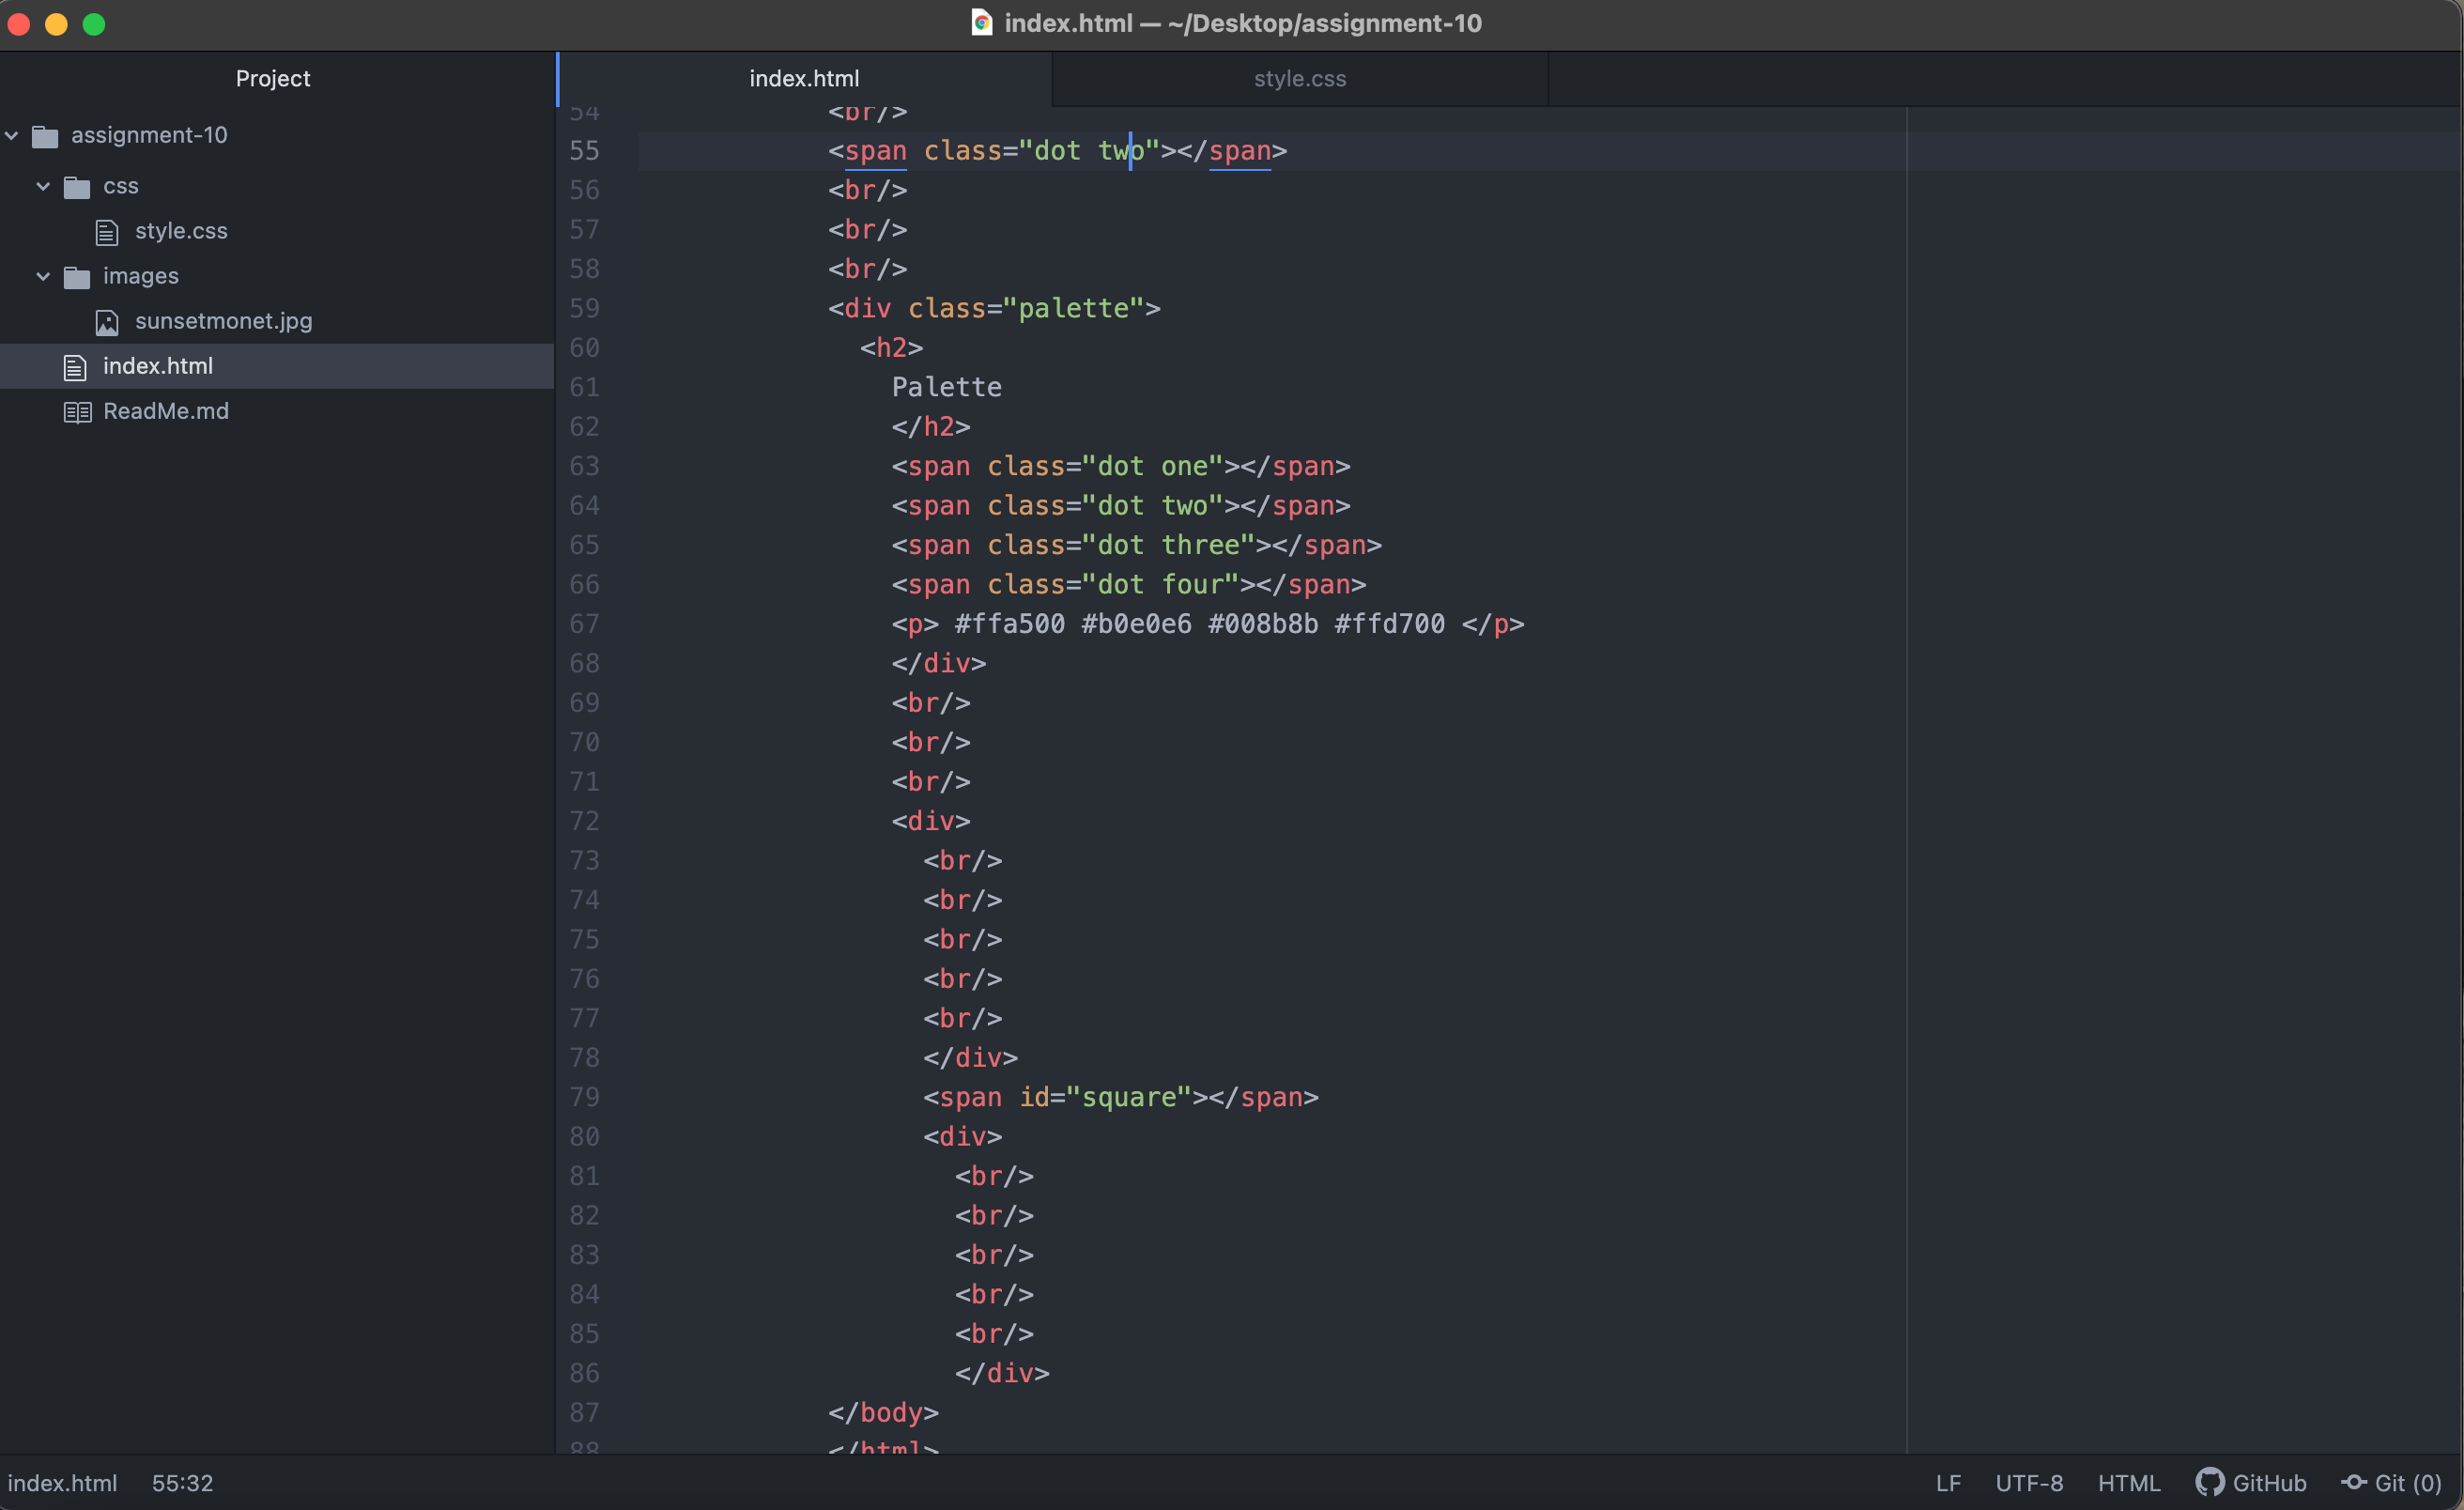 index.html — ~/Desktop/assignment-10
Project
index.html
style.css
assignment-10
css
style.css
images
sunsetmonet.jpg
index.html
ReadMe.md
54 <br/>
55 <span class="dot two"></span>
56 <br/>
57 <br/>
58 <br/>
59 <div class="palette">
60 <h2>
61 Palette
62 </h2>
63 <span class="dot one"></span>
64 <span class="dot two"></span>
65 <span class="dot three"></span>
66 <span class="dot four"></span>
67 <p> #ffa500 #b0e0e6 #008b8b #ffd700 </p>
68 </div>
69 <br/>
70 <br/>
71 <br/>
72 <div>
73 <br/>
74 <br/>
75 <br/>
76 <br/>
77 <br/>
78 </div>
79 <span id="square"></span>
80 <div>
81 <br/>
82 <br/>
83 <br/>
84 <br/>
85 <br/>
86 </div>
87 </body>
88 </html>
index.html 55:32
LF UTF-8 HTML GitHub Git (0)